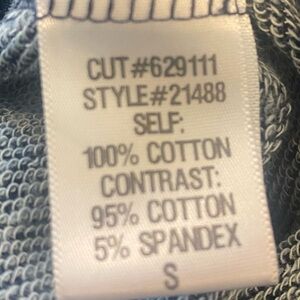 CUT#629111
STYLE#21488
SELF:
100% COTTON
CONTRAST:
95% COTTON
5% SPANDEX
S